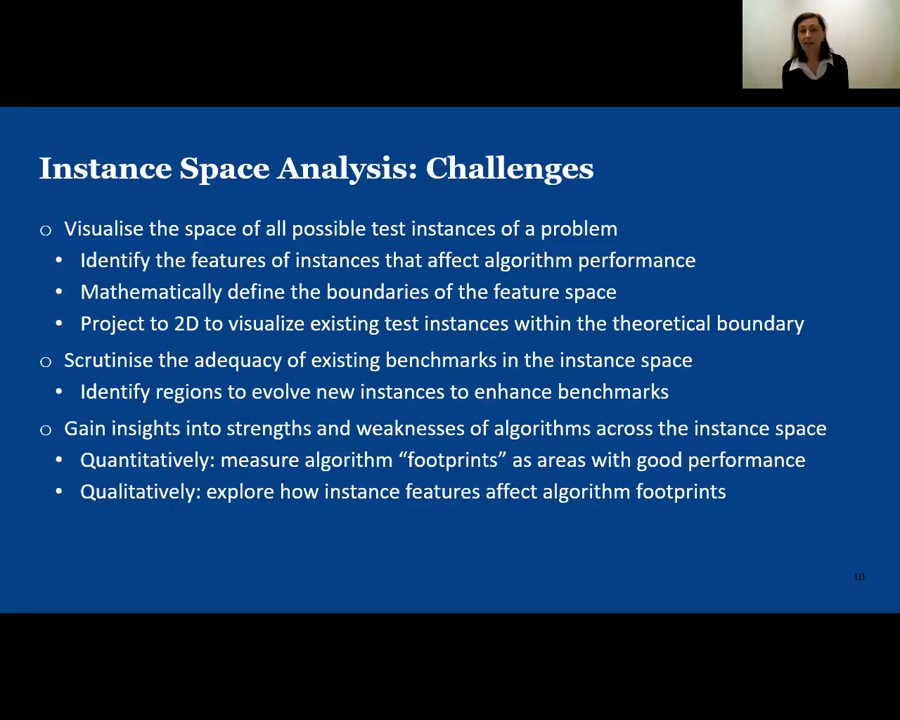 Instance Space Analysis: Challenges
o Visualise the space of all possible test instances of a problem
• Identify the features of instances that affect algorithm performance
• Mathematically define the boundaries of the feature space
• Project to 2D to visualize existing test instances within the theoretical boundary
o Scrutinise the adequacy of existing benchmarks in the instance space
• Identify regions to evolve new instances to enhance benchmarks
o Gain insights into strengths and weaknesses of algorithms across the instance space
• Quantitatively: measure algorithm “footprints” as areas with good performance
• Qualitatively: explore how instance features affect algorithm footprints
10